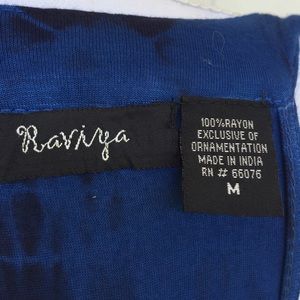 Raviya
100% RAYON
EXCLUSIVE OF
ORNAMENTATION
MADE IN INDIA
RN # 66076
M